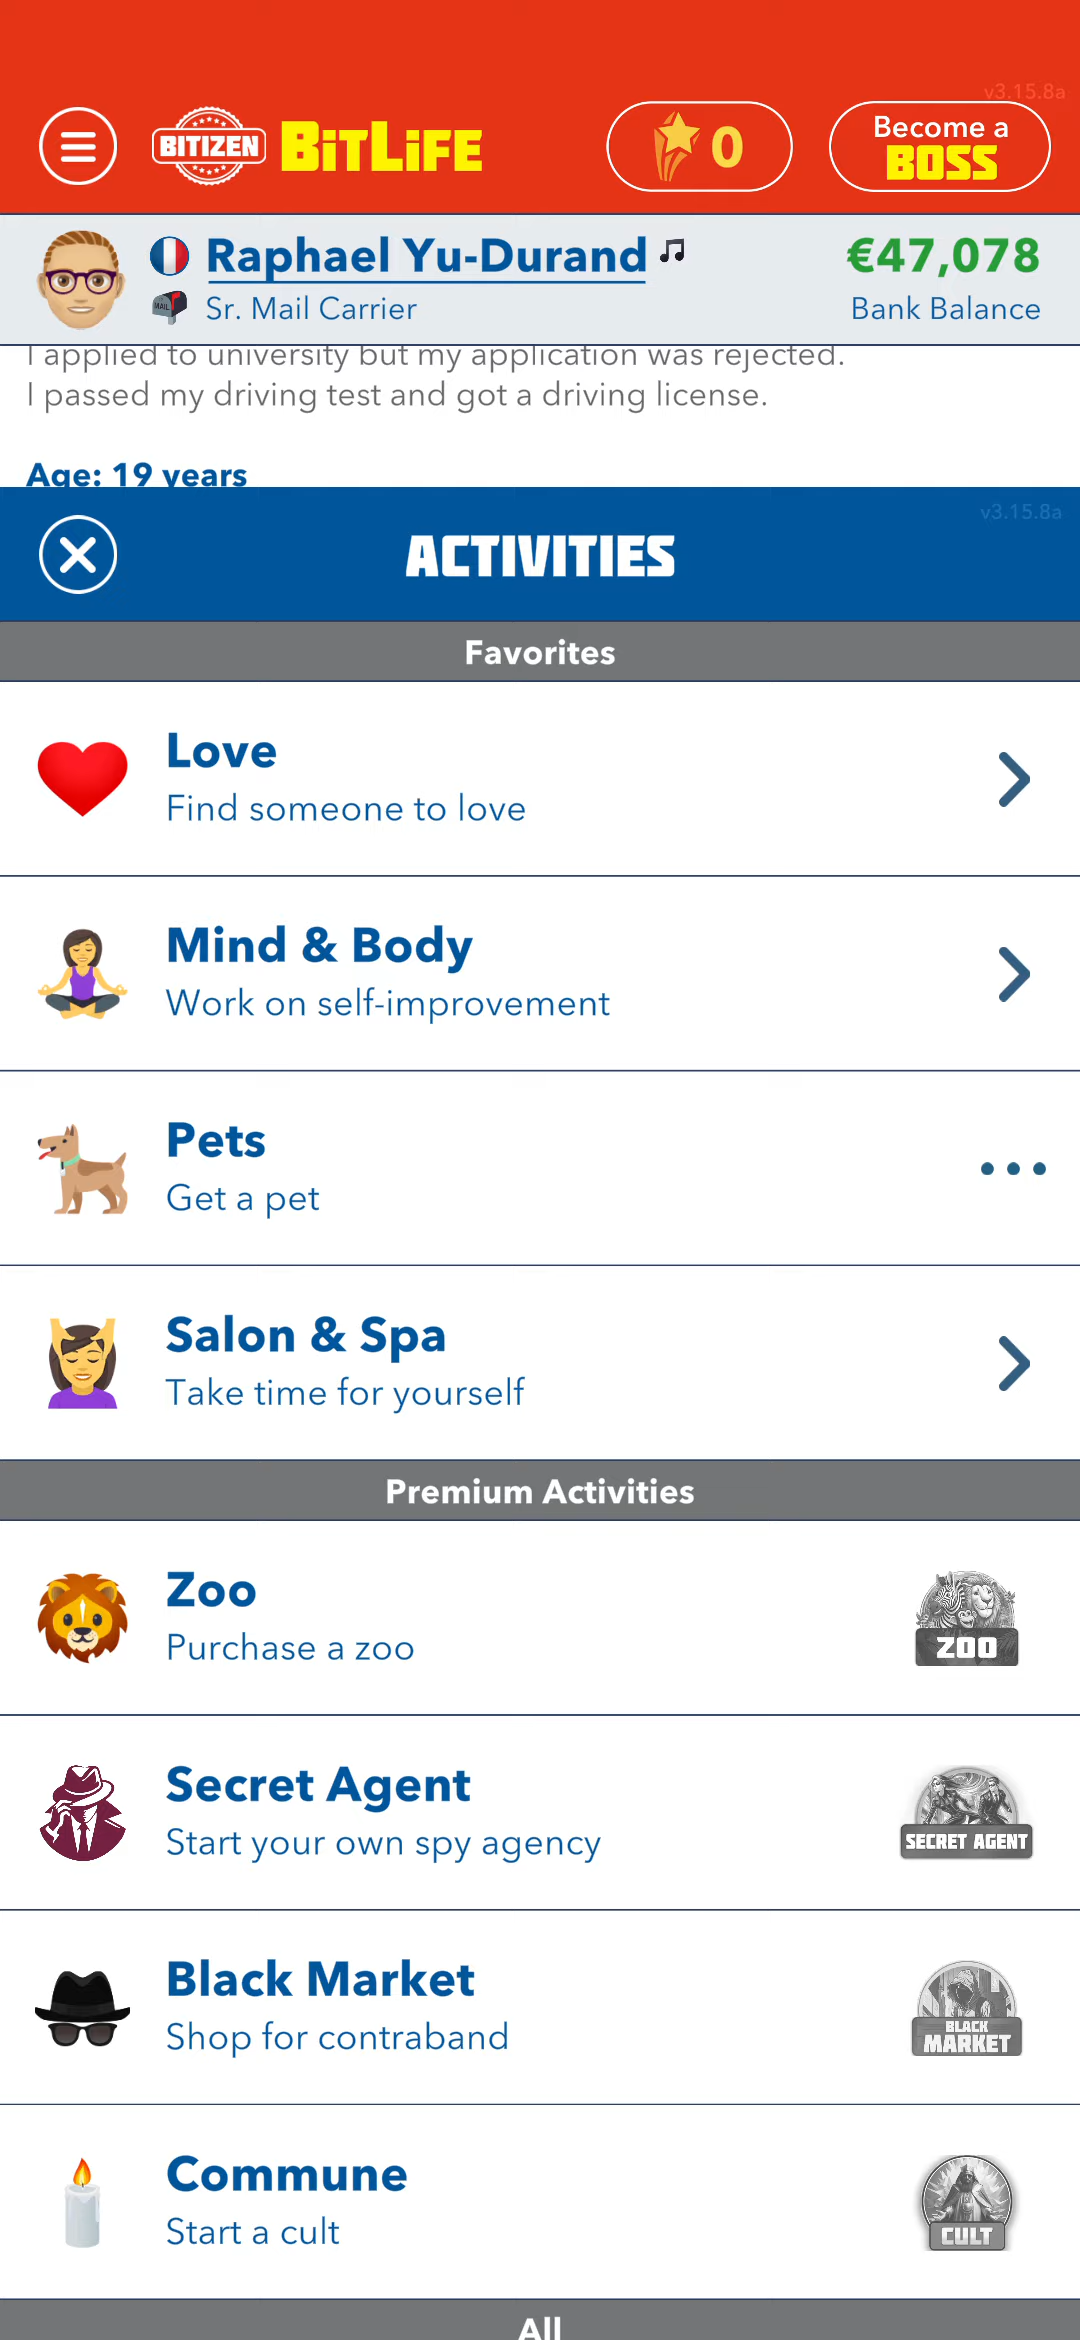 v3.15.8a
BITIZEN BitLiFE
0
Become a
BOSS
Raphael Yu-Durand
€47,078
MAIL
Sr. Mail Carrier
Bank Balance
I applied to university but my application was rejected.
I passed my driving test and got a driving license.
Age: 19 years
v3.15.8a
ACTIVITIES
Favorites
Love
Find someone to love
Mind & Body
Work on self-improvement
Pets
Get a pet
Salon & Spa
Take time for yourself
Premium Activities
Zoo
Purchase a zoo
ZOO
Secret Agent
Start your own spy agency
SECRET AGENT
Black Market
Shop for contraband
BLACK
MARKET
Commune
Start a cult
CULT
All